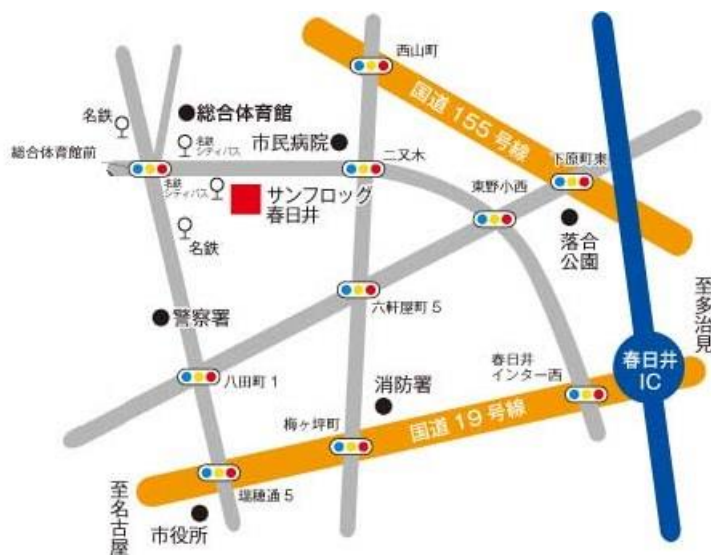 西山町
国道155号線
名鉄
総合体育館
名鉄
シティバス
市民病院
総合体育館前
二又木
下原町東
名鉄
シティバス
サンフロッグ
春日井
東野小西
落合
公園
名鉄
六軒屋町5
至多治見
警察署
春日井
インター西
春日井
IC
八田町1
消防署
国道19号線
梅ヶ坪町
瑞穂通5
至名古屋
市役所